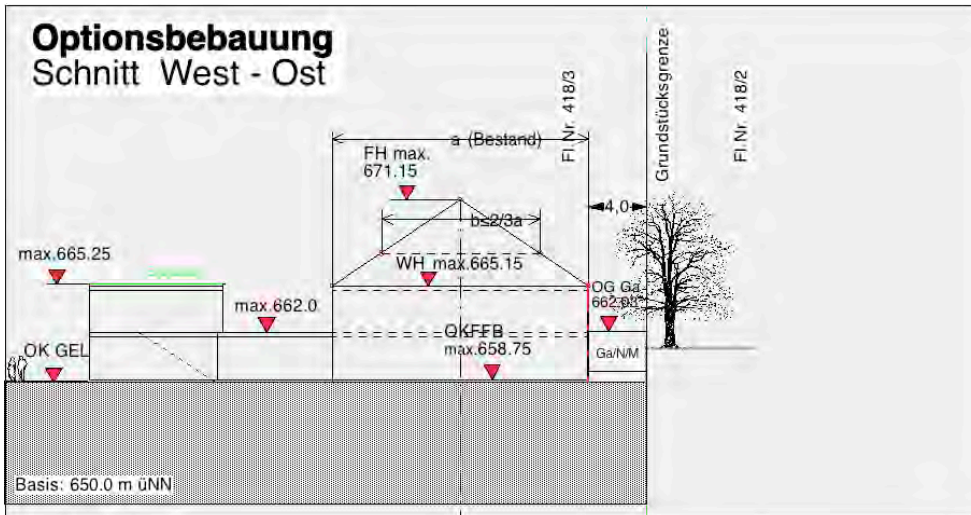 Optionsbebauung
Schnitt West - Ost
Fl.Nr. 418/3
Grundstücksgrenze
Fl.Nr. 418/2
a (Bestand)
FH max.
671.15
4,0
b≤2/3a
max.665.25
WH max.665.15
OG Ga
662.03
max.662.0
OKFFB
max.658.75
OK GEL
Ga/N/M
Basis: 650.0 m üNN